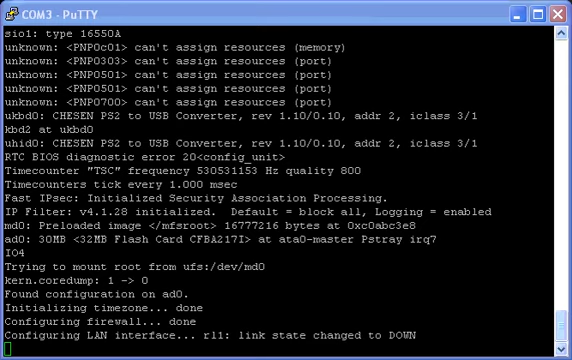 COM3 - PuTTY
sio1: type 16550A
unknown: <PNP0c01> can't assign resources (memory)
unknown: <PNP0303> can't assign resources (port)
unknown: <PNP0501> can't assign resources (port)
unknown: <PNP0501> can't assign resources (port)
unknown: <PNP0700> can't assign resources (port)
ukbd0: CHESEN PS2 to USB Converter, rev 1.10/0.10, addr 2, iclass 3/1
kbd2 at ukbd0
uhid0: CHESEN PS2 to USB Converter, rev 1.10/0.10, addr 2, iclass 3/1
RTC BIOS diagnostic error 20<config_unit>
Timecounter "TSC" frequency 530531153 Hz quality 800
Timecounters tick every 1.000 msec
Fast IPsec: Initialized Security Association Processing.
IP Filter: v4.1.28 initialized.  Default = block all, Logging = enabled
md0: Preloaded image </mfsroot> 16777216 bytes at 0xc0abc3e8
ad0: 30MB <32MB Flash Card CFBA217I> at ata0-master Pstray irq7
IO4
Trying to mount root from ufs:/dev/md0
kern.coredump: 1 -> 0
Found configuration on ad0.
Initializing timezone... done
Configuring firewall... done
Configuring LAN interface... rl1: link state changed to DOWN